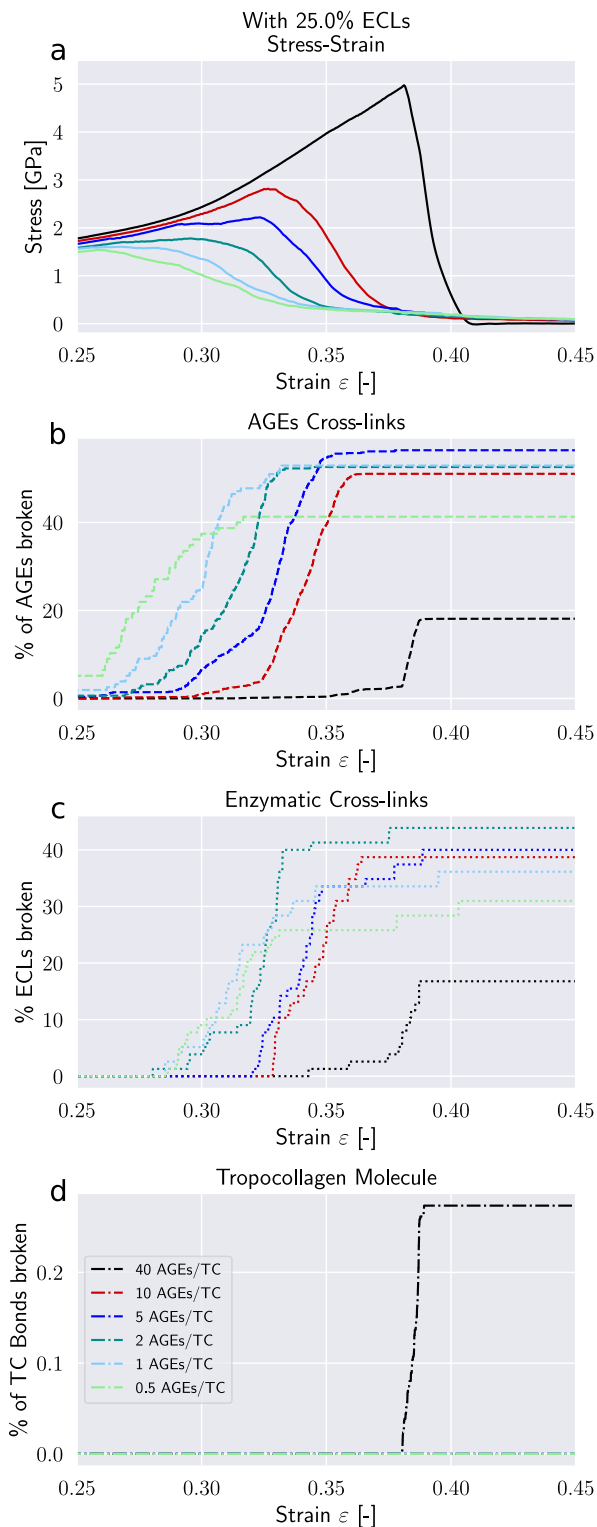 With 25.0% ECLs
a
Stress-Strain
5
4
3
2
1
0
Stress [GPa]
0.25 0.30 0.35 0.40 0.45
Strain ε [-]
b
AGEs Cross-links
40
20
0
% of AGEs broken
0.25 0.30 0.35 0.40 0.45
Strain ε [-]
c
Enzymatic Cross-links
40
30
20
10
0
% ECLs broken
0.25 0.30 0.35 0.40 0.45
Strain ε [-]
d
Tropocollagen Molecule
0.2
0.1
0.0
% of TC Bonds broken
40 AGEs/TC
10 AGEs/TC
5 AGEs/TC
2 AGEs/TC
1 AGEs/TC
0.5 AGEs/TC
0.25 0.30 0.35 0.40 0.45
Strain ε [-]